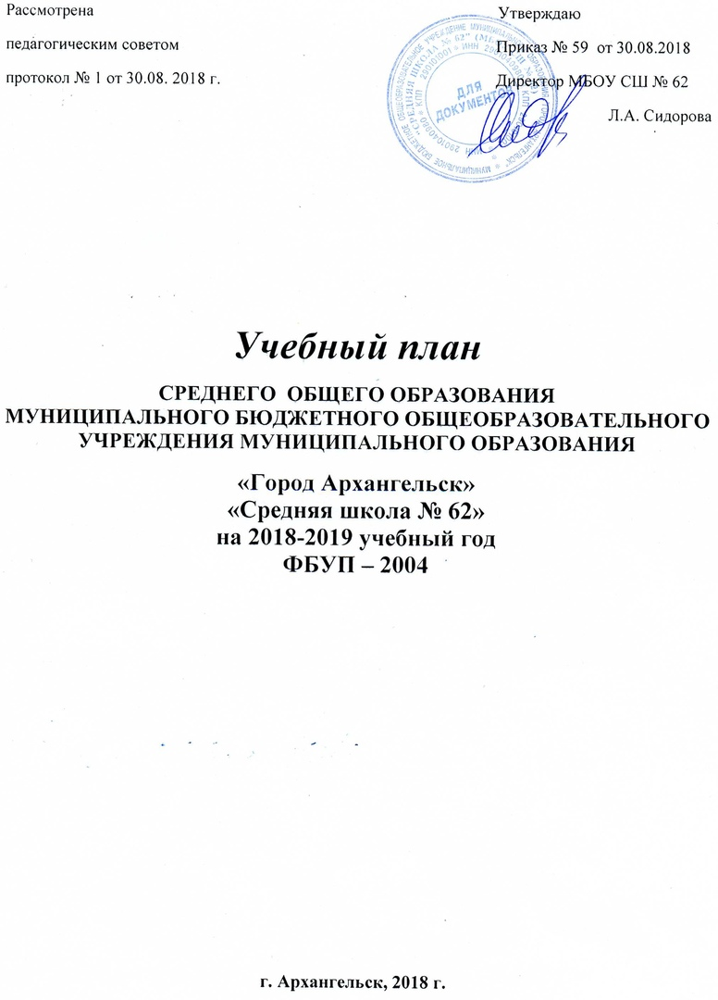 Рассмотрена
педагогическим советом
протокол № 1 от 30.08. 2018 г.
Утверждаю
Приказ № 59 от 30.08.2018
Директор МБОУ СШ № 62
Л.А. Сидорова
ДЛЯ
ДОКУМЕНТОВ
Учебный план
СРЕДНЕГО ОБЩЕГО ОБРАЗОВАНИЯ
МУНИЦИПАЛЬНОГО БЮДЖЕТНОГО ОБЩЕОБРАЗОВАТЕЛЬНОГО
УЧРЕЖДЕНИЯ МУНИЦИПАЛЬНОГО ОБРАЗОВАНИЯ
«Город Архангельск»
«Средняя школа № 62»
на 2018-2019 учебный год
ФБУП – 2004
г. Архангельск, 2018 г.